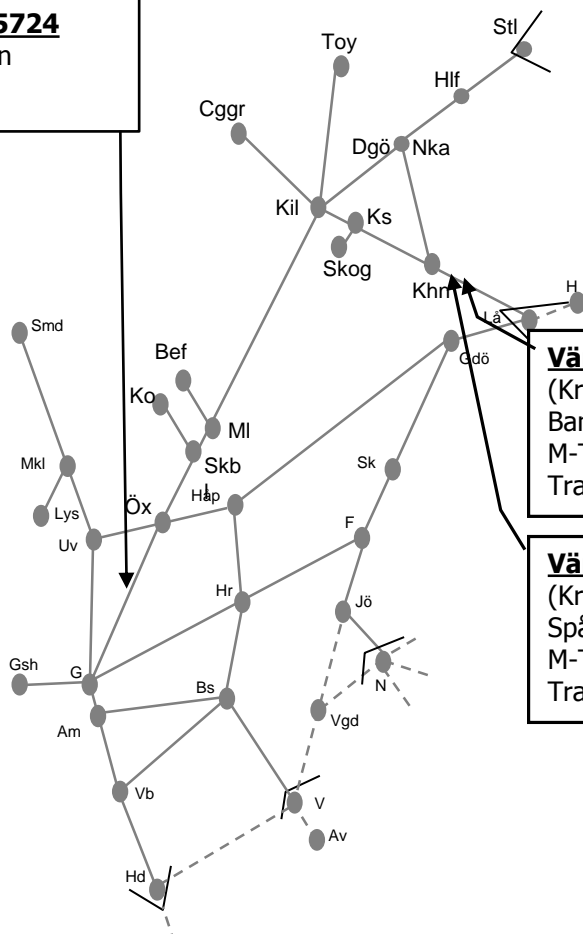 5724
n
Stl
Toy
Hlf
Cggr
Dgö Nka
Kil
Ks
Skog
Khn
H
Lå
Gdö
Smd
Bef
Ko
Ml
Skb
Mkl
Sk
Lys
Öx
Håp
Uv
F
Hr
Jö
Gsh
G
Bs
N
Am
Vgd
Vb
V
Av
Hd
Vä
(Kr
Bar
M-T
Tra
Vä
(Kr
Spå
M-T
Tra